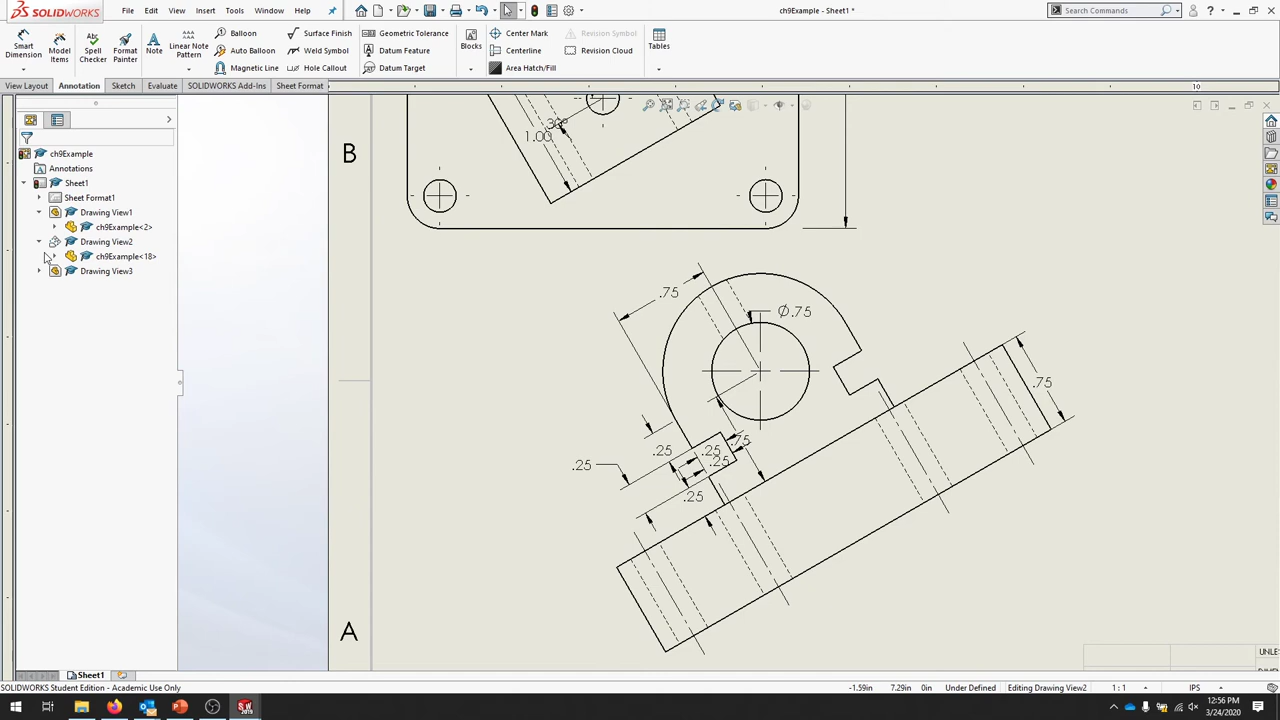 SOLIDWORKS
File Edit View Insert Tools Window Help
ch9Example - Sheet1 *
Search Commands
Smart Dimension
Model Items
Spell Checker
Format Painter
Note
Linear Note Pattern
Balloon
Auto Balloon
Magnetic Line
Surface Finish
Weld Symbol
Hole Callout
Geometric Tolerance
Datum Feature
Datum Target
Blocks
Center Mark
Centerline
Area Hatch/Fill
Revision Symbol
Revision Cloud
Tables
View Layout Annotation Sketch Evaluate SOLIDWORKS Add-Ins Sheet Format
10
ch9Example
Annotations
Sheet1
Sheet Format1
Drawing View1
ch9Example<2>
Drawing View2
ch9Example<18>
Drawing View3
B
30°
1.00
.75
Ø.75
.75
.75
.25
.25
.25
.25
.25
A
UNLES
DIMEN
Sheet1
SOLIDWORKS Student Edition - Academic Use Only
-1.59in 7.29in 0in Under Defined Editing Drawing View2 1 : 1 IPS
12:56 PM
3/24/2020